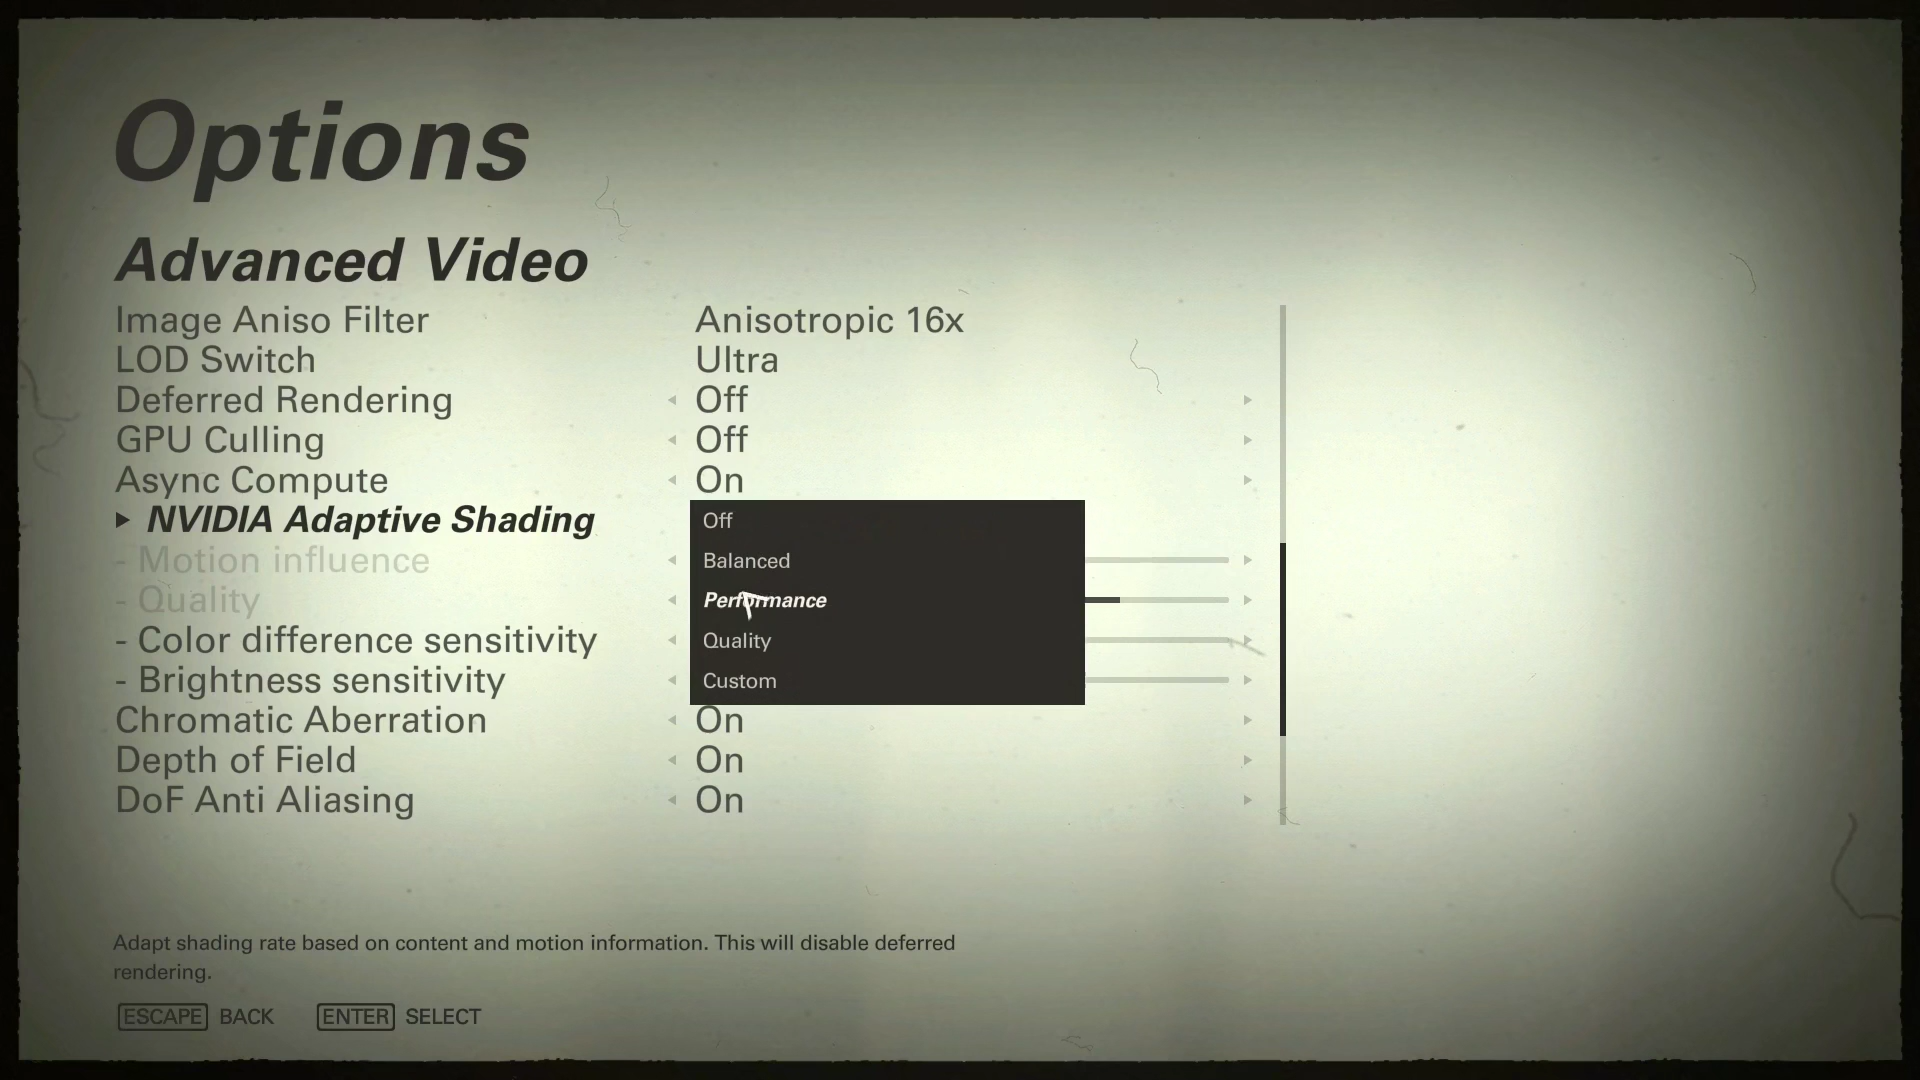 Options
Advanced Video
Image Aniso Filter Anisotropic 16x
LOD Switch Ultra
Deferred Rendering Off
GPU Culling Off
Async Compute On
NVIDIA Adaptive Shading Off
- Motion influence Balanced
- Quality Performance
- Color difference sensitivity Quality
- Brightness sensitivity Custom
Chromatic Aberration On
Depth of Field On
DoF Anti Aliasing On
Adapt shading rate based on content and motion information. This will disable deferred
rendering.
ESCAPE BACK ENTER SELECT